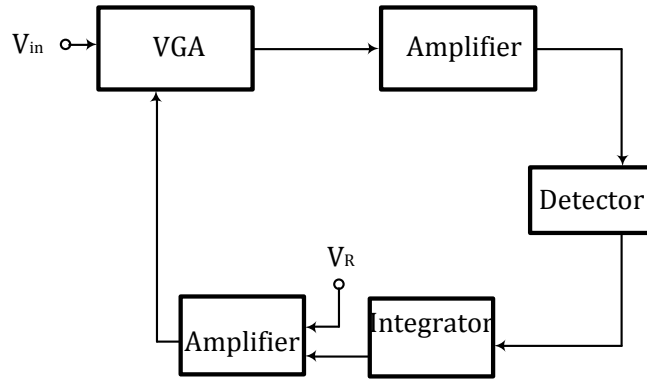 Vin
VGA
Amplifier
Detector
VR
Integrator
Amplifier